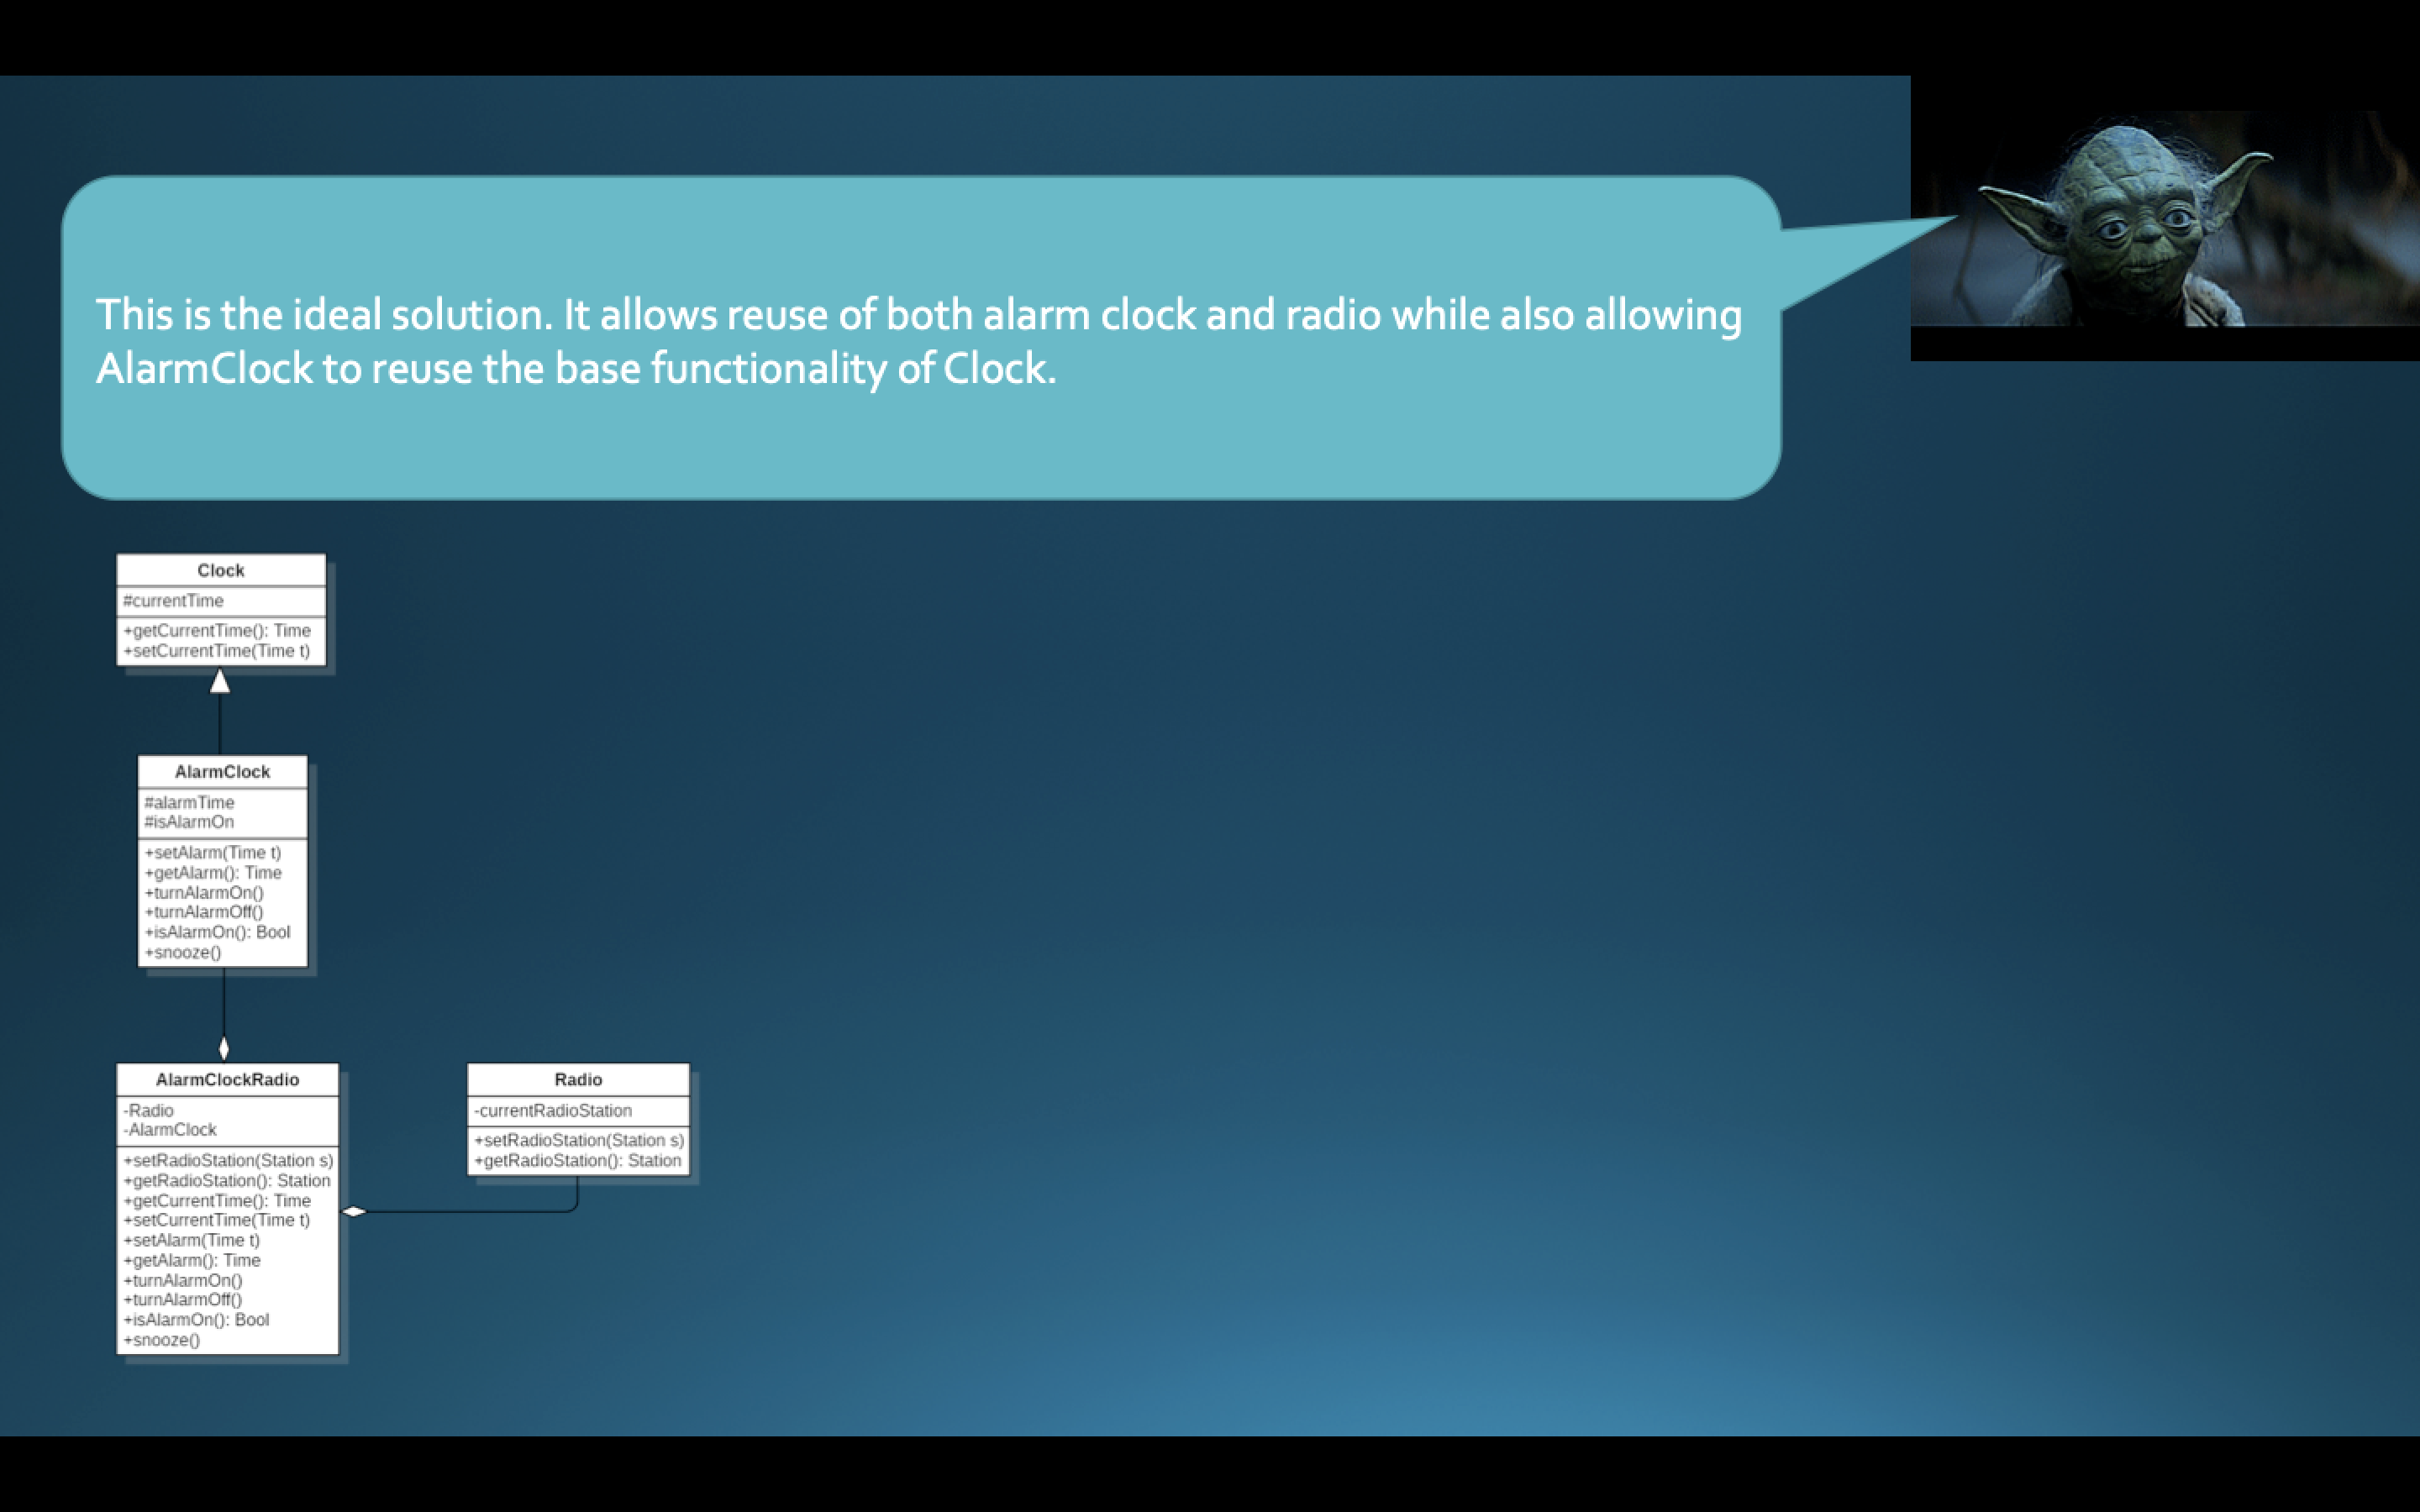 This is the ideal solution. It allows reuse of both alarm clock and radio while also allowing
AlarmClock to reuse the base functionality of Clock.
Clock
#currentTime
+getCurrentTime(): Time
+setCurrentTime(Time t)
AlarmClock
#alarmTime
#isAlarmOn
+setAlarm(Time t)
+getAlarm(): Time
+turnAlarmOn()
+turnAlarmOff()
+isAlarmOn(): Bool
+snooze()
AlarmClockRadio
-Radio
-AlarmClock
+setRadioStation(Station s)
+getRadioStation(): Station
+getCurrentTime(): Time
+setCurrentTime(Time t)
+setAlarm(Time t)
+getAlarm(): Time
+turnAlarmOn()
+turnAlarmOff()
+isAlarmOn(): Bool
+snooze()
Radio
-currentRadioStation
+setRadioStation(Station s)
+getRadioStation(): Station